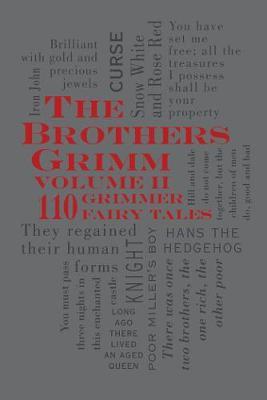 Brilliant
with gold and
precious
jewels
CURSE
Iron John
Snow White
and Rose Red
You have set
me free; all the
treasures
I possess
shall be
your
property
THE
BROTHERS
GRIMM
VOLUME II
110 GRIMMER
FAIRY TALES
Hill and dale
do not come
together, but the
children of men
do, good and bad
They regained
their human
forms
HANS THE
HEDGEHOG
KNIGHT
POOR MILLER'S BOY
You must pass
three nights in
this enchanted
castle
LONG
AGO
THERE
LIVED
AN AGED
QUEEN
There was once
two brothers, the
one rich, the
other poor